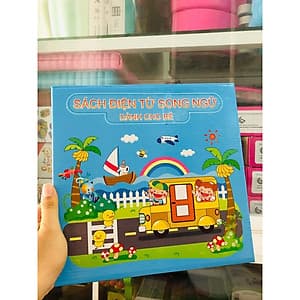 SÁCH ĐIỆN TỬ SONG NGỮ
DÀNH CHO BÉ